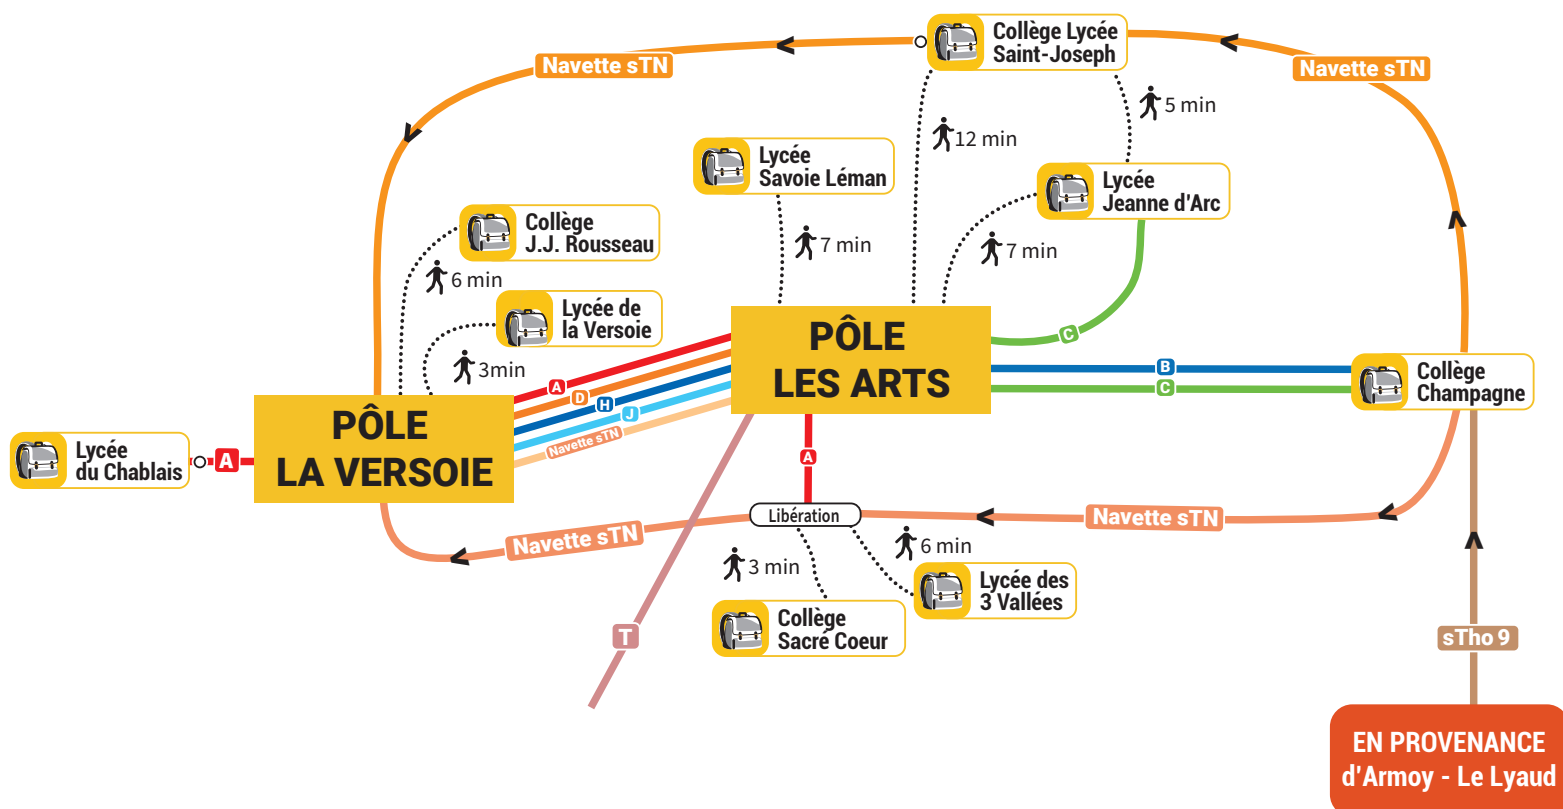 Collège Lycée
Saint-Joseph
Navette sTN
Navette sTN
5 min
12 min
Lycée
Savoie Léman
Lycée
Jeanne d'Arc
Collège
J.J. Rousseau
7 min
7 min
6 min
Lycée de
la Versoie
3min
PÔLE
LES ARTS
C
B
C
Collège
Champagne
A
D
H
J
Navette sTN
PÔLE
LA VERSOIE
Lycée
du Chablais
A
A
Libération
Navette sTN
Navette sTN
6 min
3 min
Lycée des
3 Vallées
Collège
Sacré Coeur
T
sTho 9
EN PROVENANCE
d'Armoy - Le Lyaud